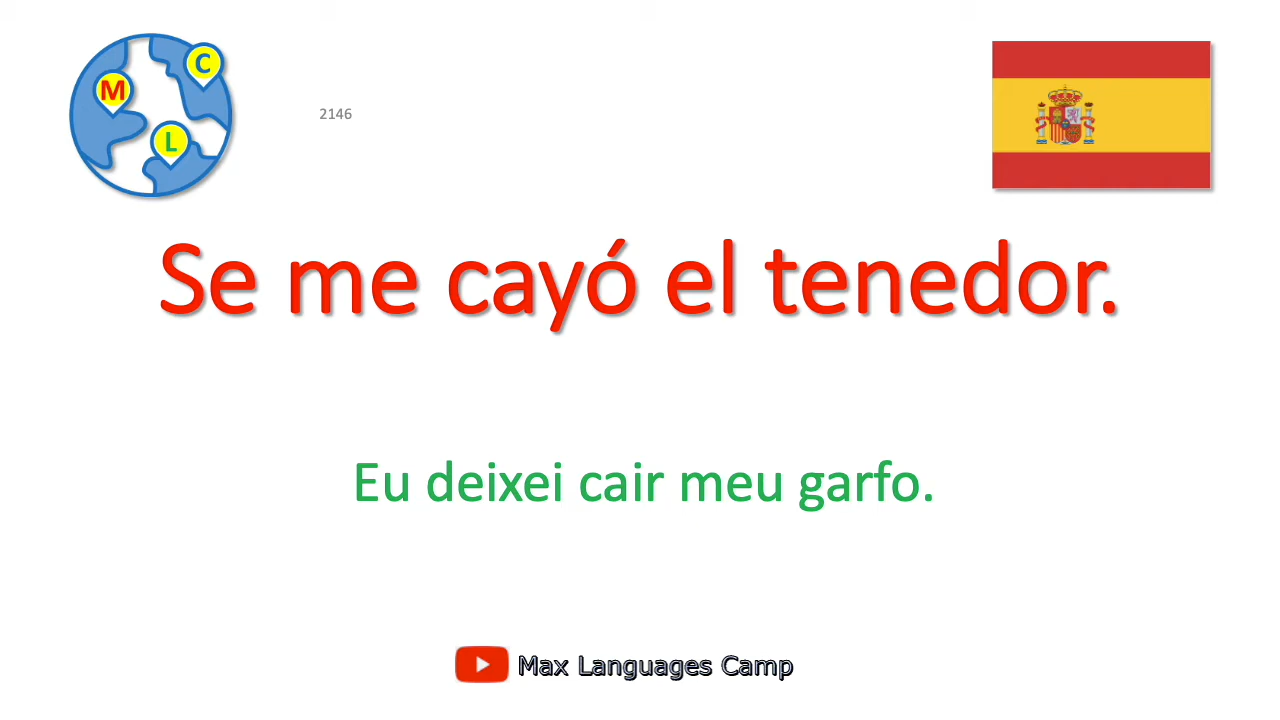 M
C
L
2146
Se me cayó el tenedor.
Eu deixei cair meu garfo.
Max Languages Camp